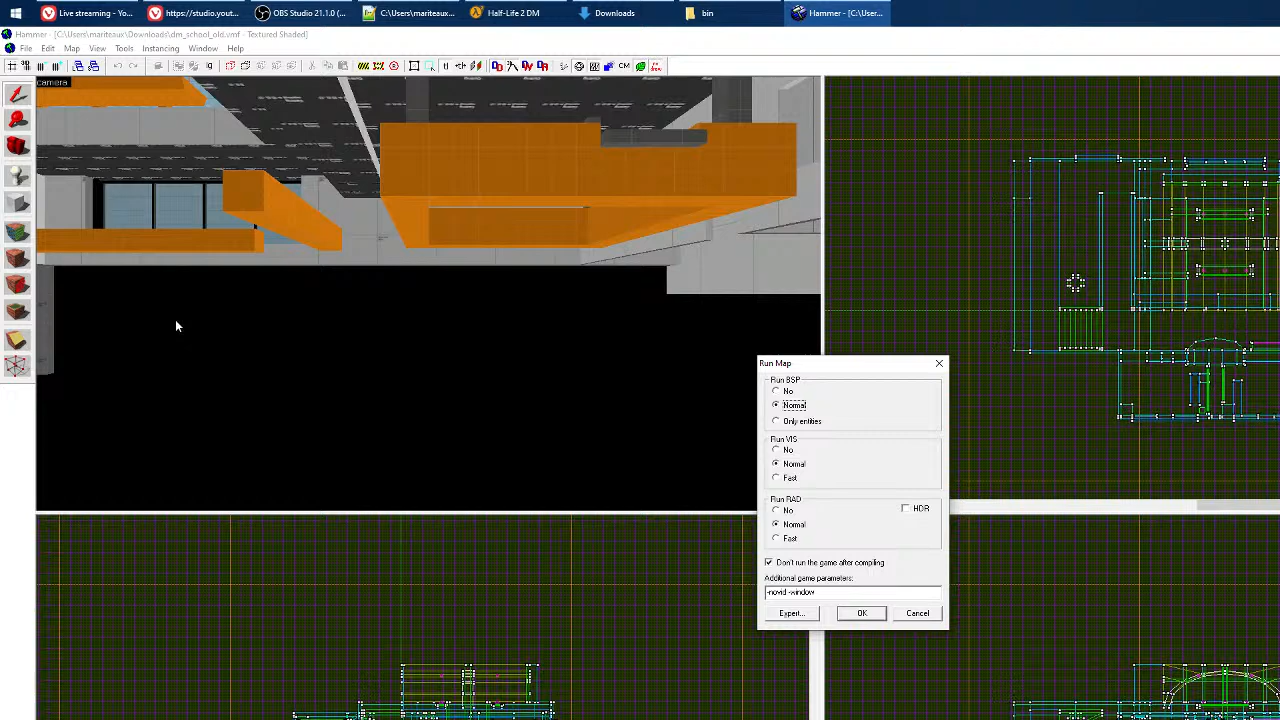 Live streaming - Yo...
https://studio.yout...
OBS Studio 21.1.0 (...
C:\Users\mariteaux\...
Half-Life 2 DM
Downloads
bin
Hammer - [C:\User...
Hammer - [C:\Users\mariteaux\Downloads\dm_school_old.vmf - Textured Shaded]
File Edit Map View Tools Instancing Window Help
camera
Run Map
Run BSP
No
Normal
Only entities
Run VIS
No
Normal
Fast
Run RAD
No
HDR
Normal
Fast
Don't run the game after compiling
Additional game parameters:
-novid -window
Expert... OK Cancel